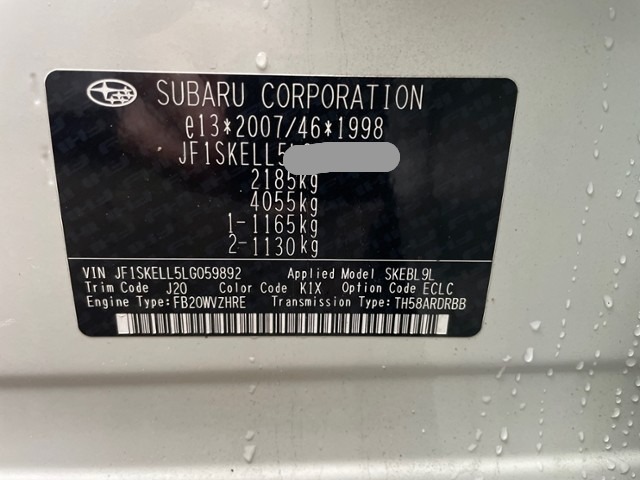 SUBARU CORPORATION
e13*2007/46*1998
JF1SKELL5
2185kg
4055kg
1-1165kg
2-1130kg
VIN JF1SKELL5LG059892 Applied Model SKEBL9L
Trim Code J20 Color Code K1X Option Code ECLC
Engine Type:FB20WVZHRE Transmission Type:TH58ARDRBB